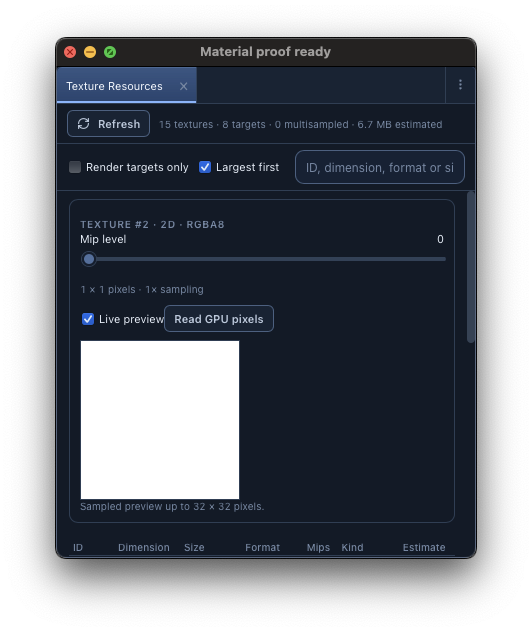 Material proof ready
Texture Resources
Refresh
15 textures · 8 targets · 0 multisampled · 6.7 MB estimated
Render targets only
Largest first
ID, dimension, format or si
TEXTURE #2 · 2D · RGBA8
Mip level 0
1 × 1 pixels · 1× sampling
Live preview
Read GPU pixels
Sampled preview up to 32 × 32 pixels.
ID Dimension Size Format Mips Kind Estimate